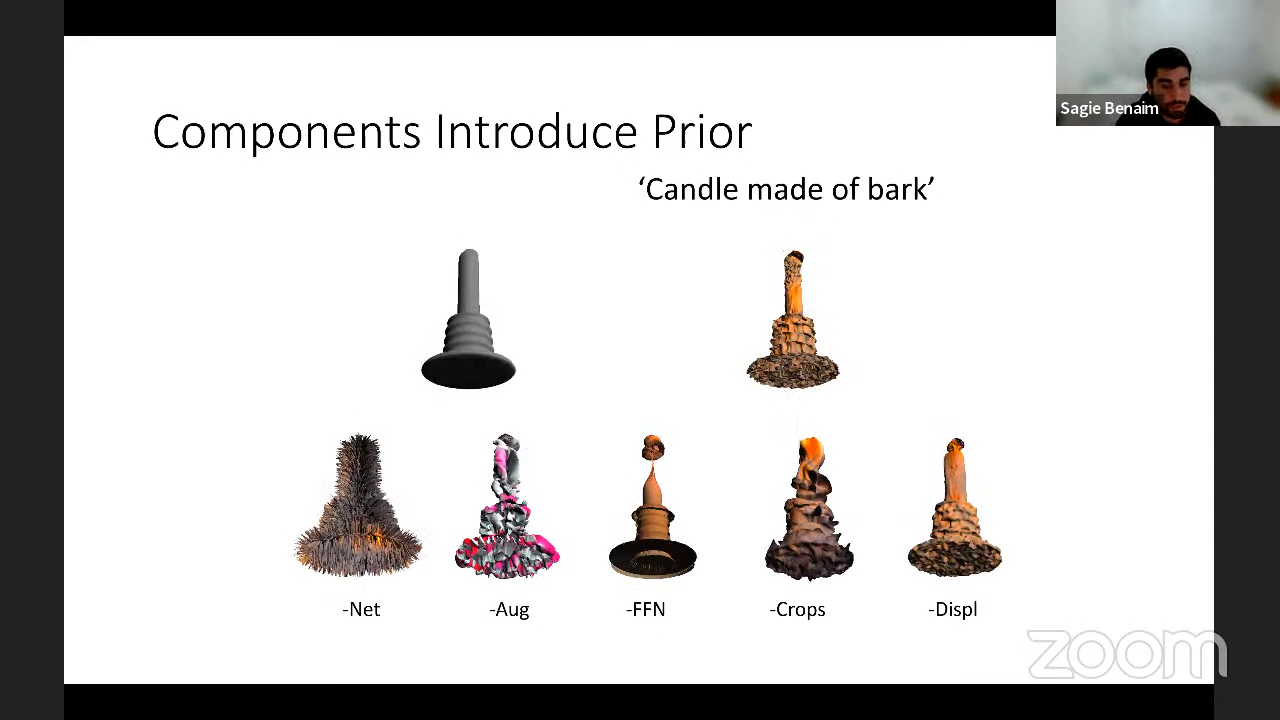 Components Introduce Prior
Sagie Benaim
‘Candle made of bark’
-Net
-Aug
-FFN
-Crops
-Displ
zoom